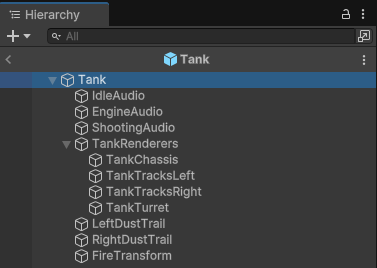 Hierarchy
All
Tank
Tank
IdleAudio
EngineAudio
ShootingAudio
TankRenderers
TankChassis
TankTracksLeft
TankTracksRight
TankTurret
LeftDustTrail
RightDustTrail
FireTransform